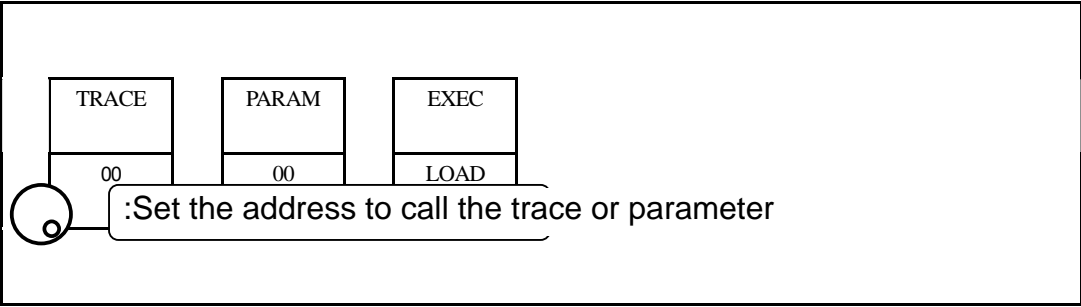 TRACE PARAM EXEC
00 00 LOAD
:Set the address to call the trace or parameter